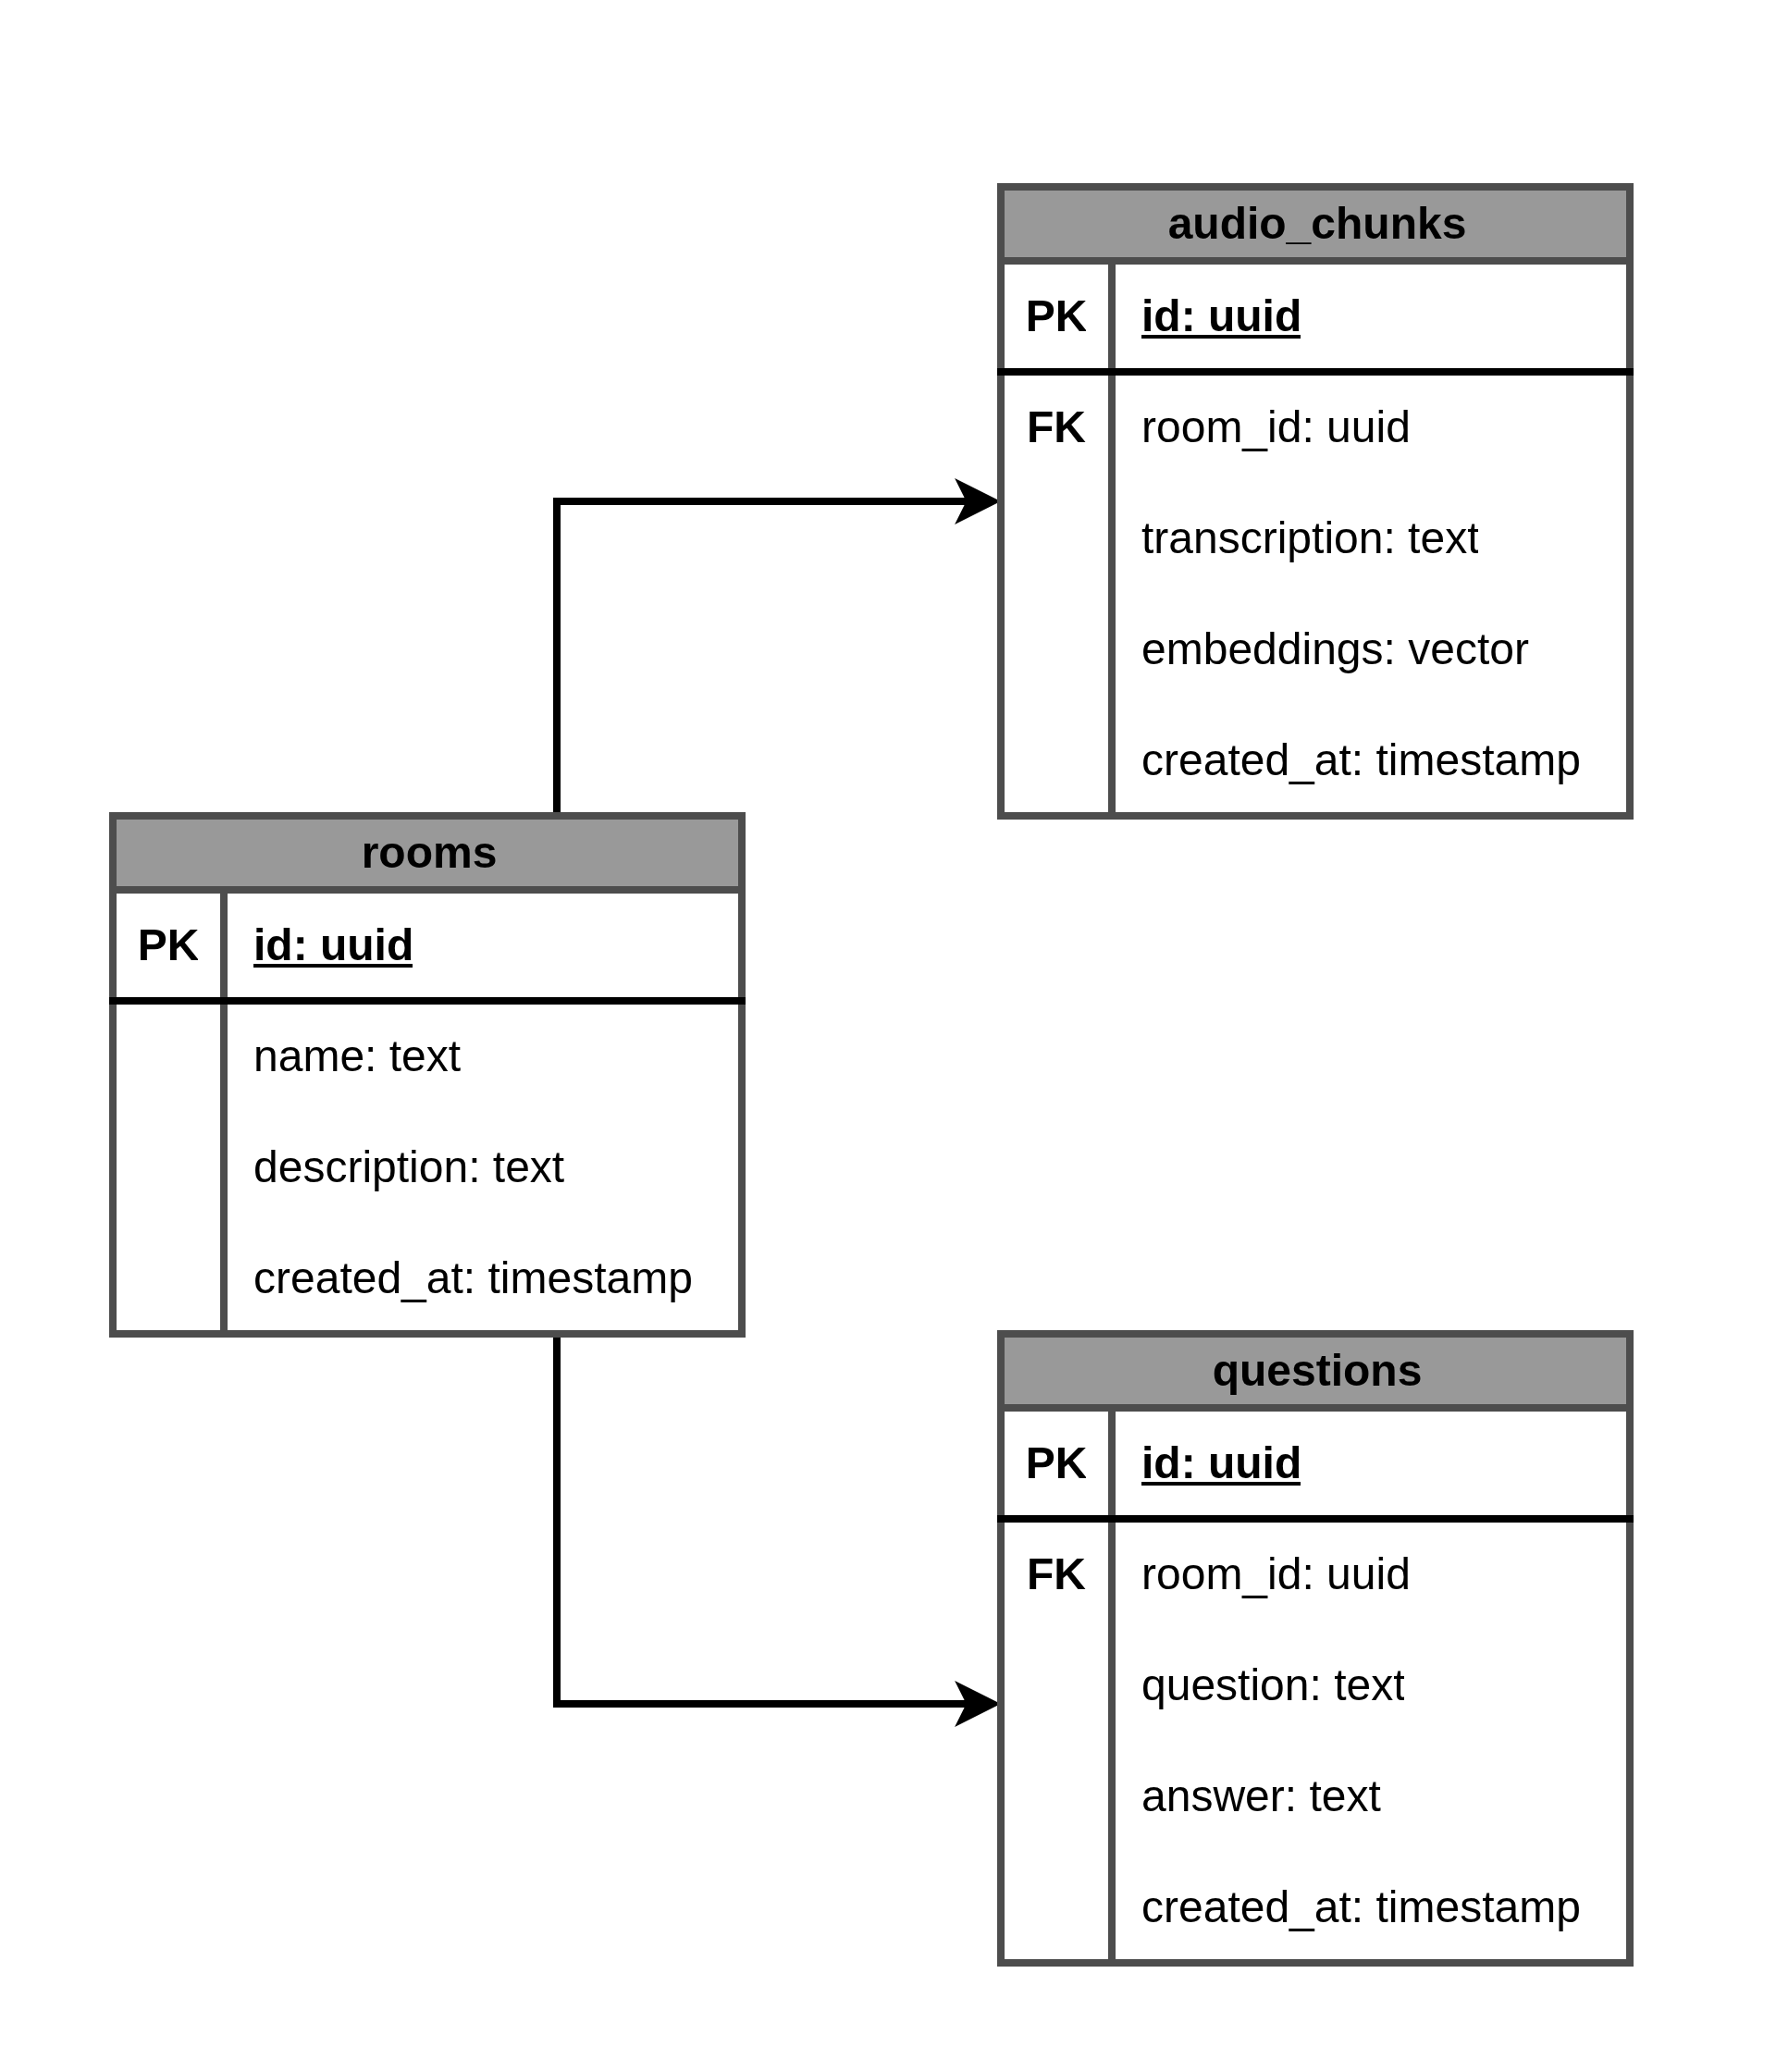 audio_chunks
PK id: uuid
FK room_id: uuid
transcription: text
embeddings: vector
created_at: timestamp
rooms
PK id: uuid
name: text
description: text
created_at: timestamp
questions
PK id: uuid
FK room_id: uuid
question: text
answer: text
created_at: timestamp